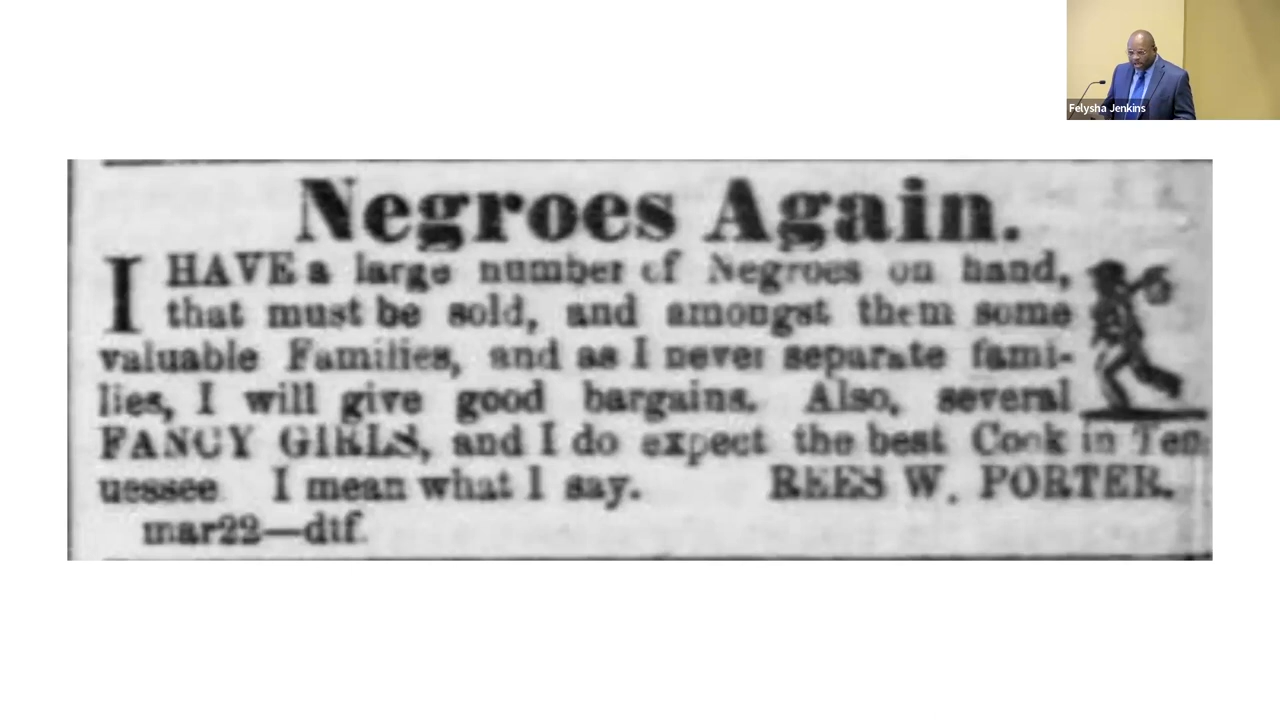 Felysha Jenkins
Negroes Again.
I HAVE a large number of Negroes on hand,
that must be sold, and amongst them some
valuable Families, and as I never separate fami-
lies, I will give good bargains. Also, several
FANCY GIRLS, and I do expect the best Cook in Ten
nessee. I mean what I say. REES W. PORTER.
mar22—dtf.